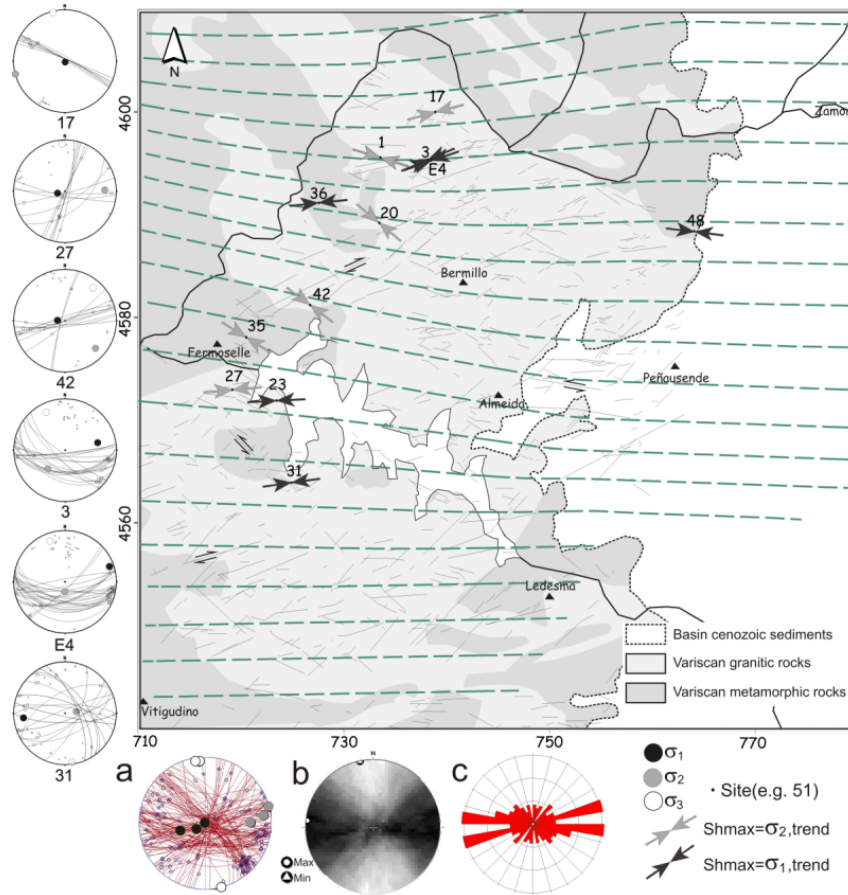 17
27
42
3
E4
31
N
4600
4580
4560
17
1
3
E4
36
20
48
Zamor
Bermillo
42
35
Fermoselle
27
23
Almeida
Peñausende
31
Ledesma
Vitigudino
Basin cenozoic sediments
Variscan granitic rocks
Variscan metamorphic rocks
710
730
750
770
a
b
N
Max
Min
c
σ1
σ2
σ3
Site(e.g. 51)
Shmax=σ2,trend
Shmax=σ1,trend